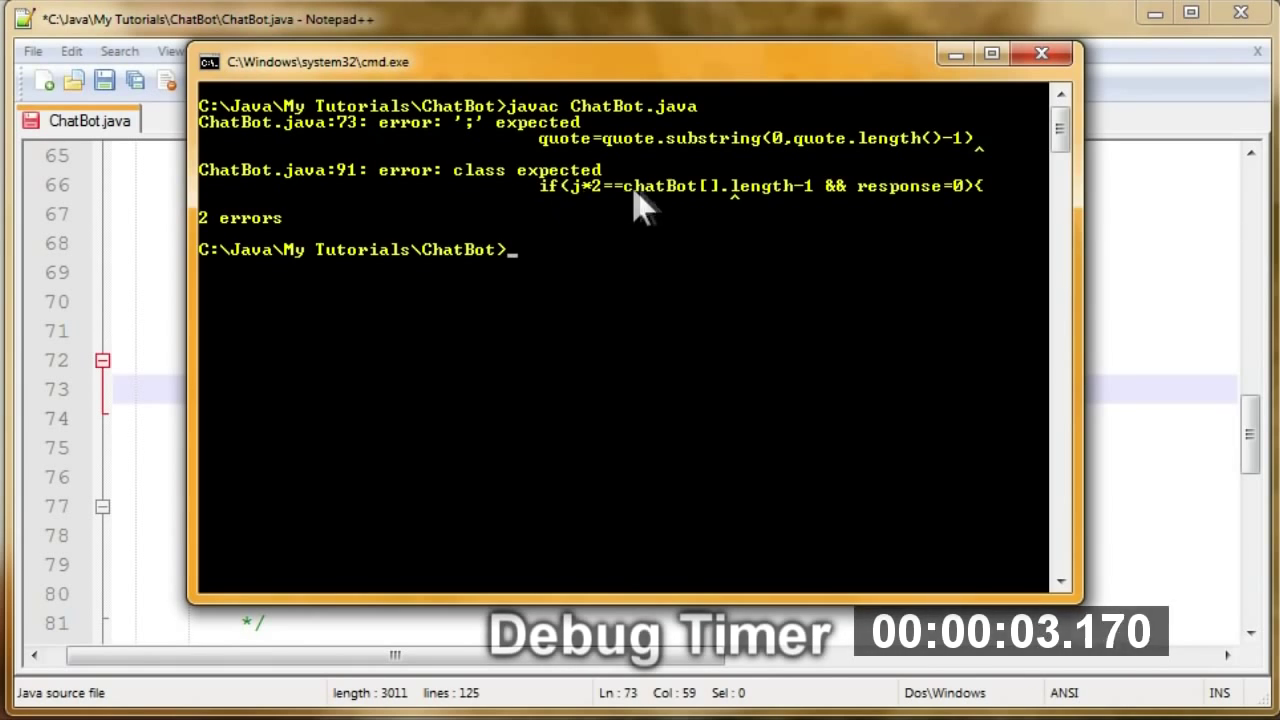 *C:\Java\My Tutorials\ChatBot\ChatBot.java - Notepad++
File Edit Search View
X
C:\Windows\system32\cmd.exe
ChatBot.java
C:\Java\My Tutorials\ChatBot>javac ChatBot.java
ChatBot.java:73: error: ';' expected
quote=quote.substring(0,quote.length()-1)
^
ChatBot.java:91: error: class expected
if(j*2==chatBot[].length-1 && response=0){
^
2 errors
C:\Java\My Tutorials\ChatBot>_
65
66
67
68
69
70
71
72
73
74
75
76
77
78
79
80
81 */
Debug Timer 00:00:03.170
Java source file length : 3011 lines : 125 Ln : 73 Col : 59 Sel : 0 Dos\Windows ANSI INS